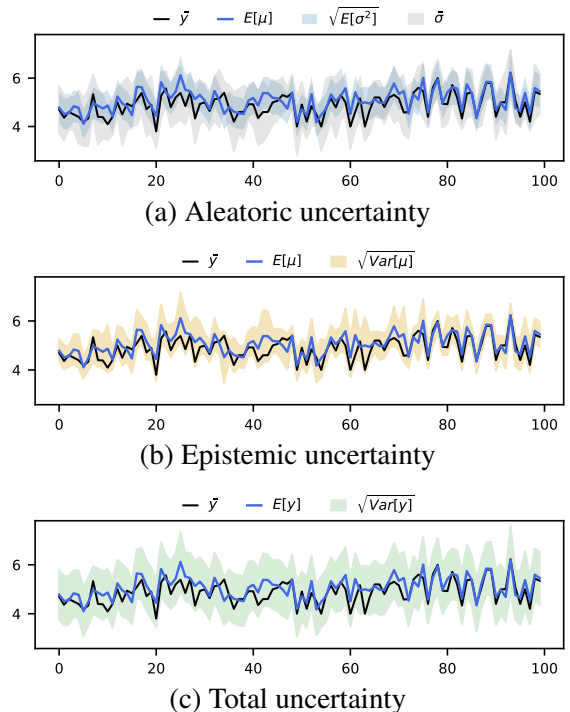 ȳ E[μ] √E[σ²] σ̄
6
4
0 20 40 60 80 100
(a) Aleatoric uncertainty
ȳ E[μ] √Var[μ]
6
4
0 20 40 60 80 100
(b) Epistemic uncertainty
ȳ E[y] √Var[y]
6
4
0 20 40 60 80 100
(c) Total uncertainty